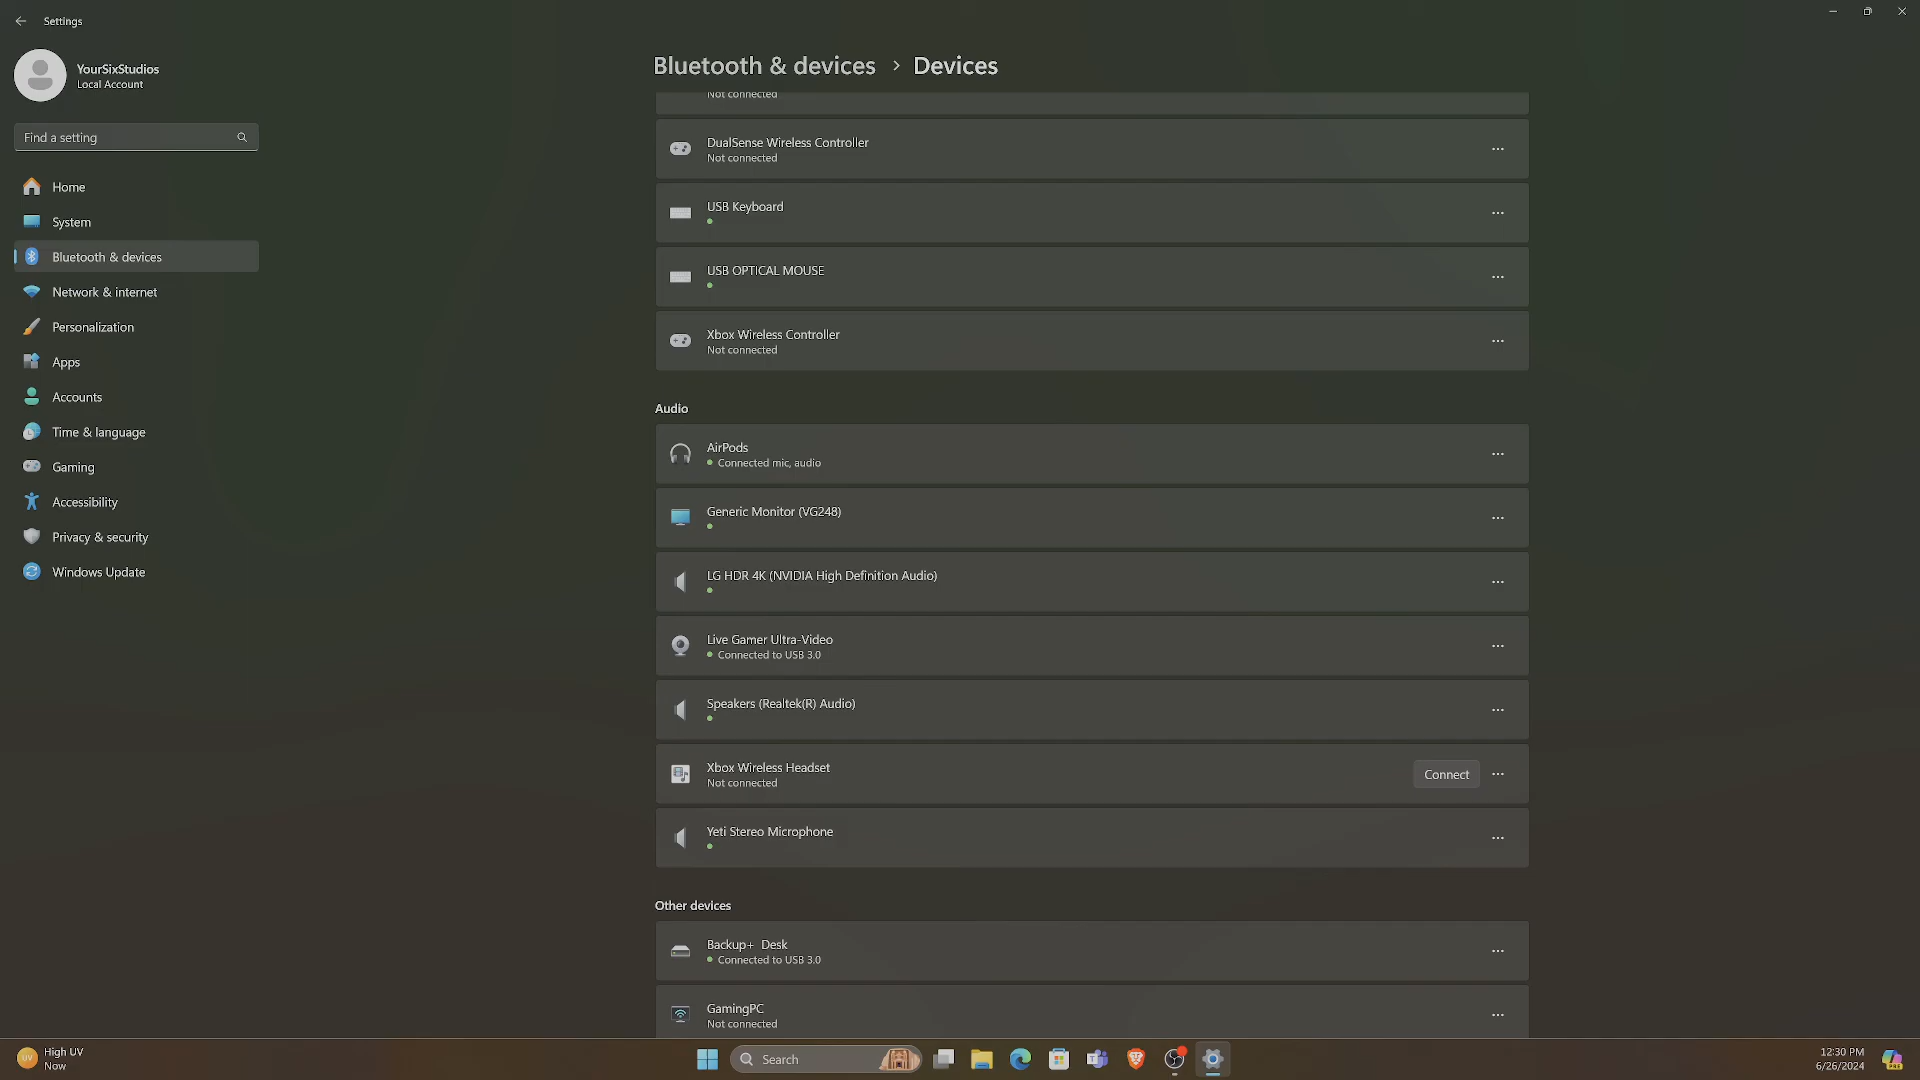 Settings
YourSixStudios
Local Account
Find a setting
Home
System
Bluetooth & devices
Network & internet
Personalization
Apps
Accounts
Time & language
Gaming
Accessibility
Privacy & security
Windows Update
Bluetooth & devices > Devices
Not connected
DualSense Wireless Controller
Not connected
USB Keyboard
USB OPTICAL MOUSE
Xbox Wireless Controller
Not connected
Audio
AirPods
Connected mic, audio
Generic Monitor (VG248)
LG HDR 4K (NVIDIA High Definition Audio)
Live Gamer Ultra-Video
Connected to USB 3.0
Speakers (Realtek(R) Audio)
Xbox Wireless Headset
Not connected
Connect
Yeti Stereo Microphone
Other devices
Backup+ Desk
Connected to USB 3.0
GamingPC
Not connected
UV
High UV
Now
Search
12:30 PM
6/26/2024
PRE